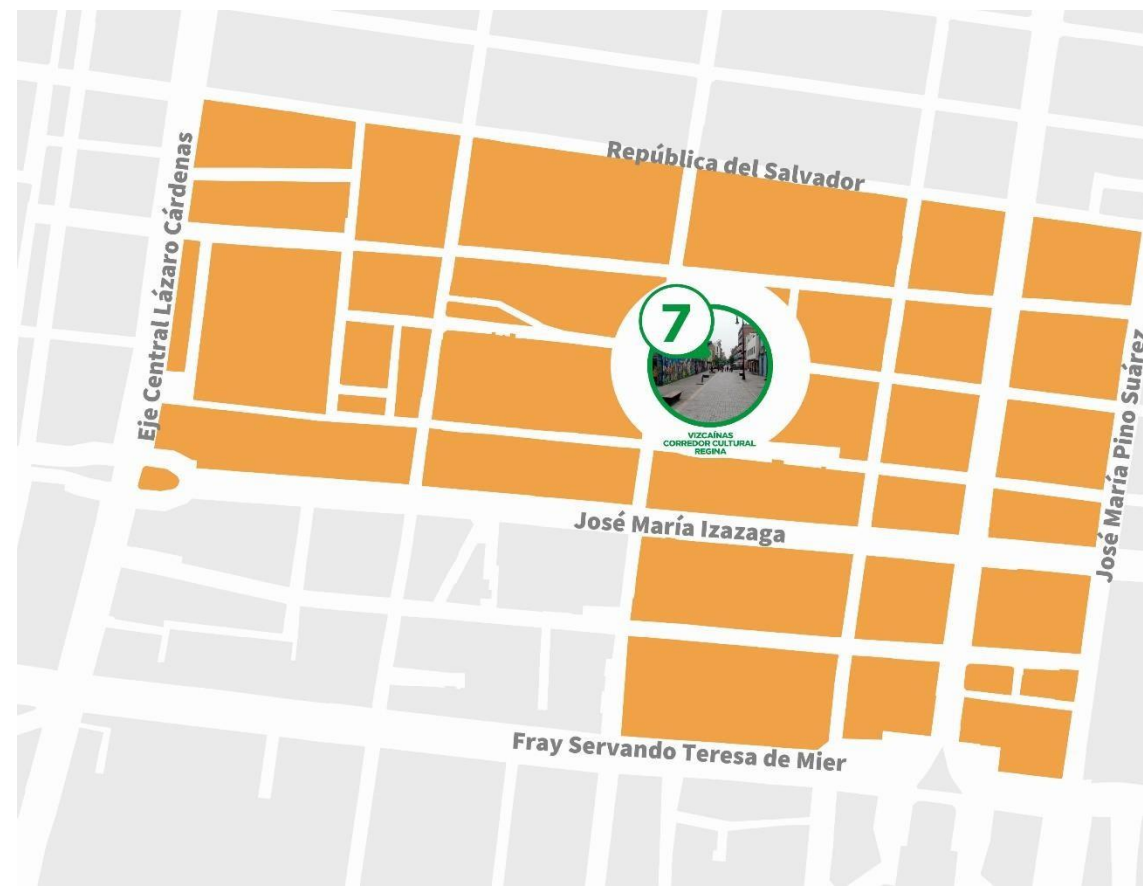 República del Salvador
Eje Central Lázaro Cárdenas
7
VIZCAÍNAS
CORREDOR CULTURAL
REGINA
José María Pino Suárez
José María Izazaga
Fray Servando Teresa de Mier